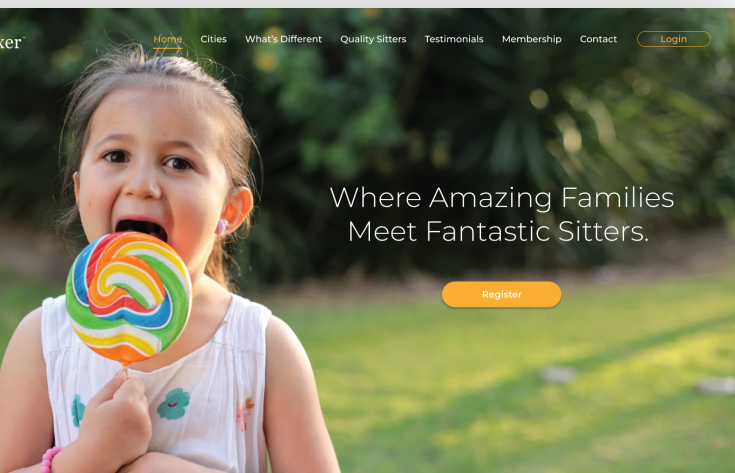 Home Cities What's Different Quality Sitters Testimonials Membership Contact Login
Where Amazing Families
Meet Fantastic Sitters.
Register